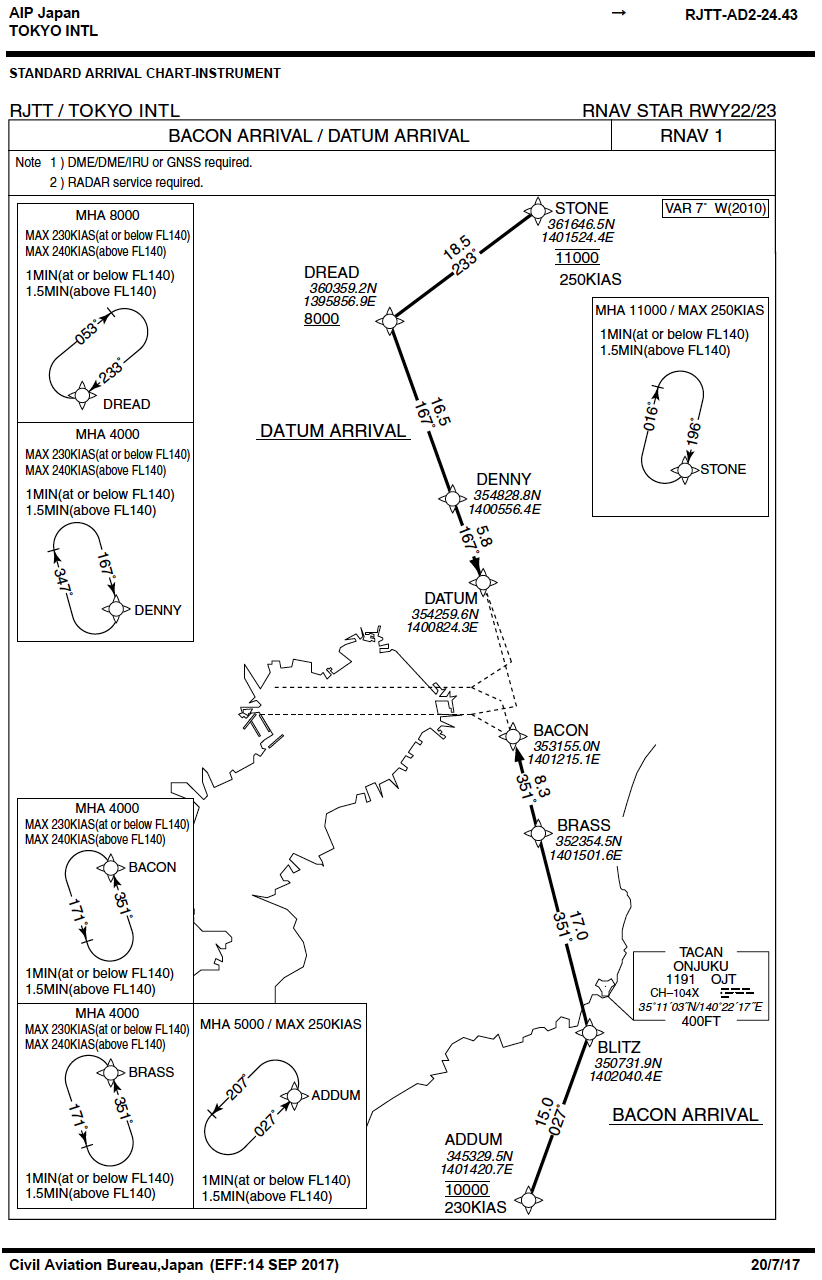 AIP Japan
TOKYO INTL
→
RJTT-AD2-24.43
STANDARD ARRIVAL CHART-INSTRUMENT
RJTT / TOKYO INTL
RNAV STAR RWY22/23
BACON ARRIVAL / DATUM ARRIVAL
RNAV 1
Note 1 ) DME/DME/IRU or GNSS required.
2 ) RADAR service required.
VAR 7° W(2010)
MHA 8000
MAX 230KIAS(at or below FL140)
MAX 240KIAS(above FL140)
1MIN(at or below FL140)
1.5MIN(above FL140)
053°
233°
DREAD
MHA 4000
MAX 230KIAS(at or below FL140)
MAX 240KIAS(above FL140)
1MIN(at or below FL140)
1.5MIN(above FL140)
347°
167°
DENNY
STONE
361646.5N
1401524.4E
11000
250KIAS
18.5
233°
DREAD
360359.2N
1395856.9E
8000
MHA 11000 / MAX 250KIAS
1MIN(at or below FL140)
1.5MIN(above FL140)
016°
196°
STONE
16.5
167°
DATUM ARRIVAL
DENNY
354828.8N
1400556.4E
5.8
167°
DATUM
354259.6N
1400824.3E
BACON
353155.0N
1401215.1E
8.3
351°
BRASS
352354.5N
1401501.6E
17.0
351°
TACAN
ONJUKU
1191 OJT
CH-104X
35°11′03″N/140°22′17″E
400FT
BLITZ
350731.9N
1402040.4E
BACON ARRIVAL
15.0
027°
ADDUM
345329.5N
1401420.7E
10000
230KIAS
MHA 4000
MAX 230KIAS(at or below FL140)
MAX 240KIAS(above FL140)
BACON
171°
351°
1MIN(at or below FL140)
1.5MIN(above FL140)
MHA 4000
MAX 230KIAS(at or below FL140)
MAX 240KIAS(above FL140)
BRASS
171°
351°
1MIN(at or below FL140)
1.5MIN(above FL140)
MHA 5000 / MAX 250KIAS
207°
027°
ADDUM
1MIN(at or below FL140)
1.5MIN(above FL140)
Civil Aviation Bureau,Japan (EFF:14 SEP 2017)
20/7/17